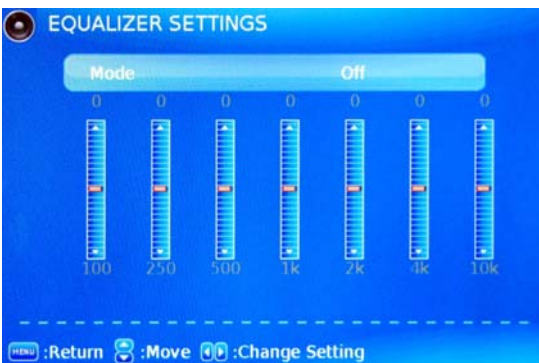 EQUALIZER SETTINGS
Mode Off
0 0 0 0 0 0 0
100 250 500 1k 2k 4k 10k
MENU :Return :Move :Change Setting